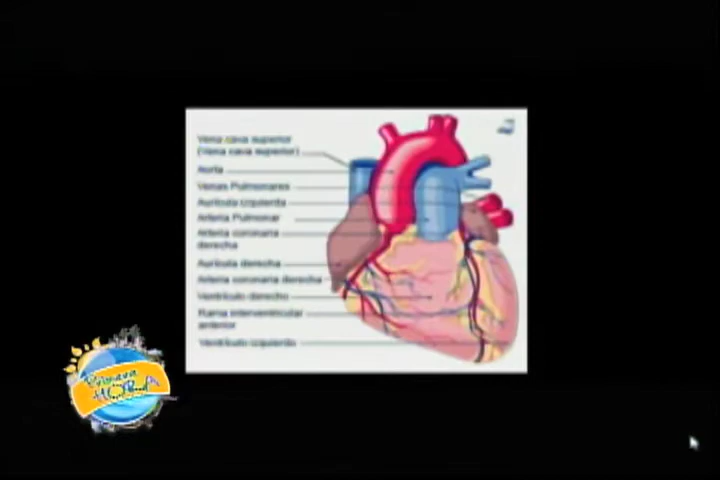 Vena cava superior
(Vena cava superior)
Aorta
Venas Pulmonares
Aurícula izquierda
Arteria Pulmonar
Arteria coronaria
derecha
Aurícula derecha
Arteria coronaria derecha
Ventrículo derecho
Rama interventricular
anterior
Ventrículo izquierdo